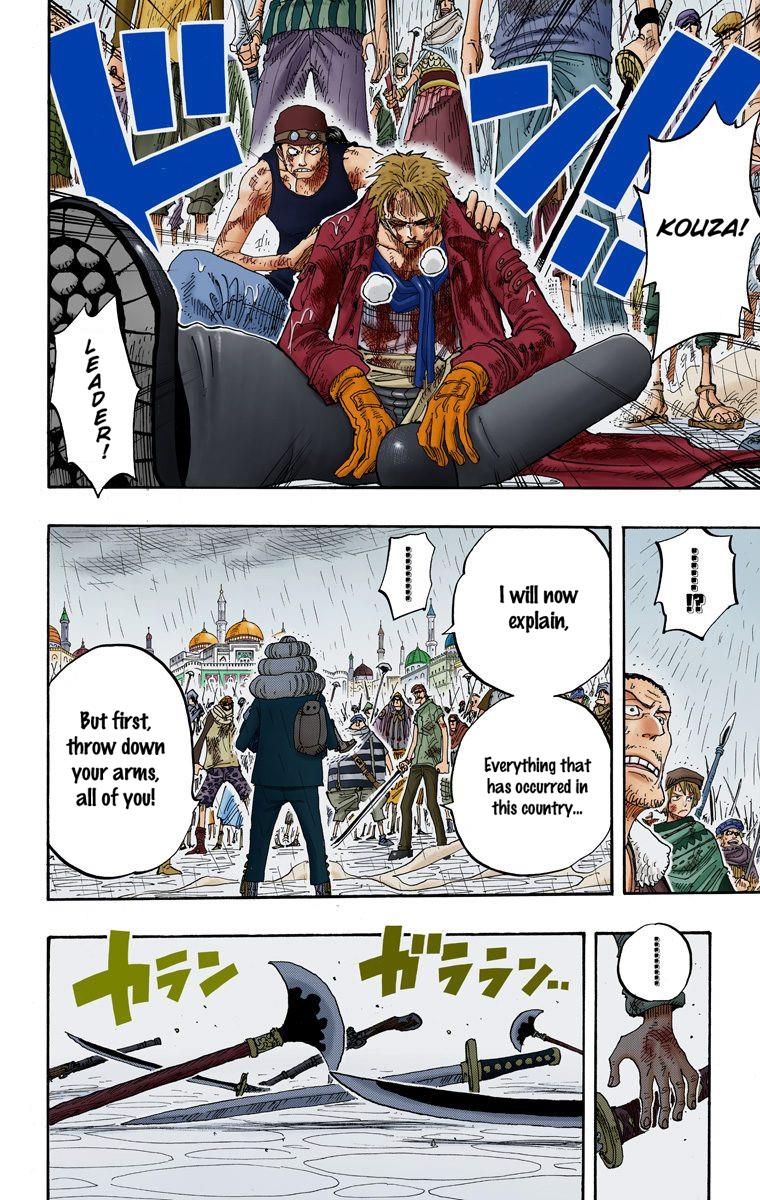 ドドン!!
KOUZA!
LEADER!
........!?
I will now
explain,
Everything that
has occurred in
this country...
.........
But first,
throw down
your arms,
all of you!
..........
ガララン..
カラン